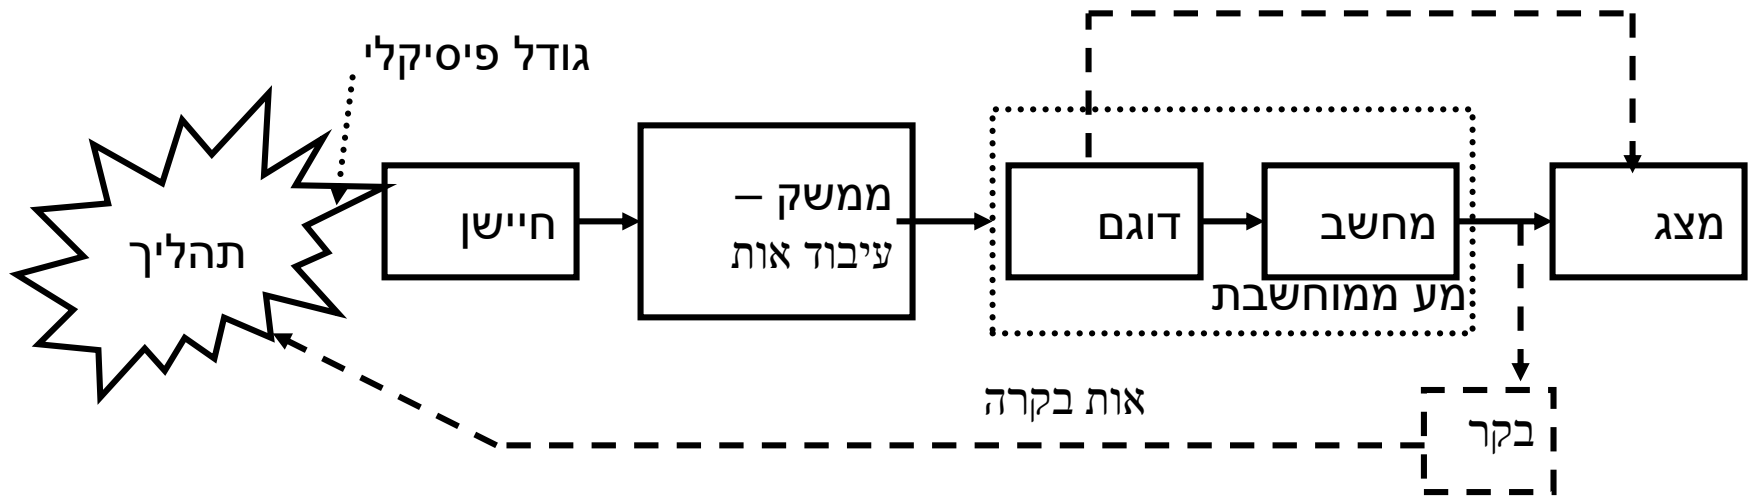 גודל פיסיקלי
תהליך
חיישן
ממשק –
עיבוד אות
דוגם
מחשב
מע ממוחשבת
מצג
אות בקרה
בקר